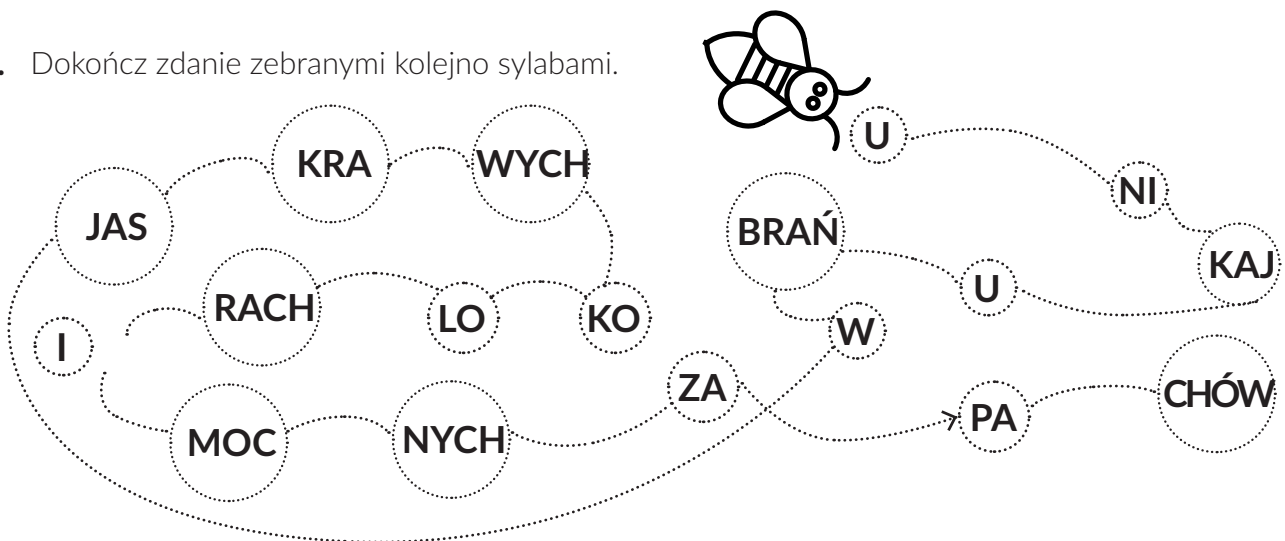 . Dokończ zdanie zebranymi kolejno sylabami.
U
NI
KAJ
U
BRAŃ
W
JAS
KRA
WYCH
KO
LO
RACH
I
MOC
NYCH
ZA
PA
CHÓW